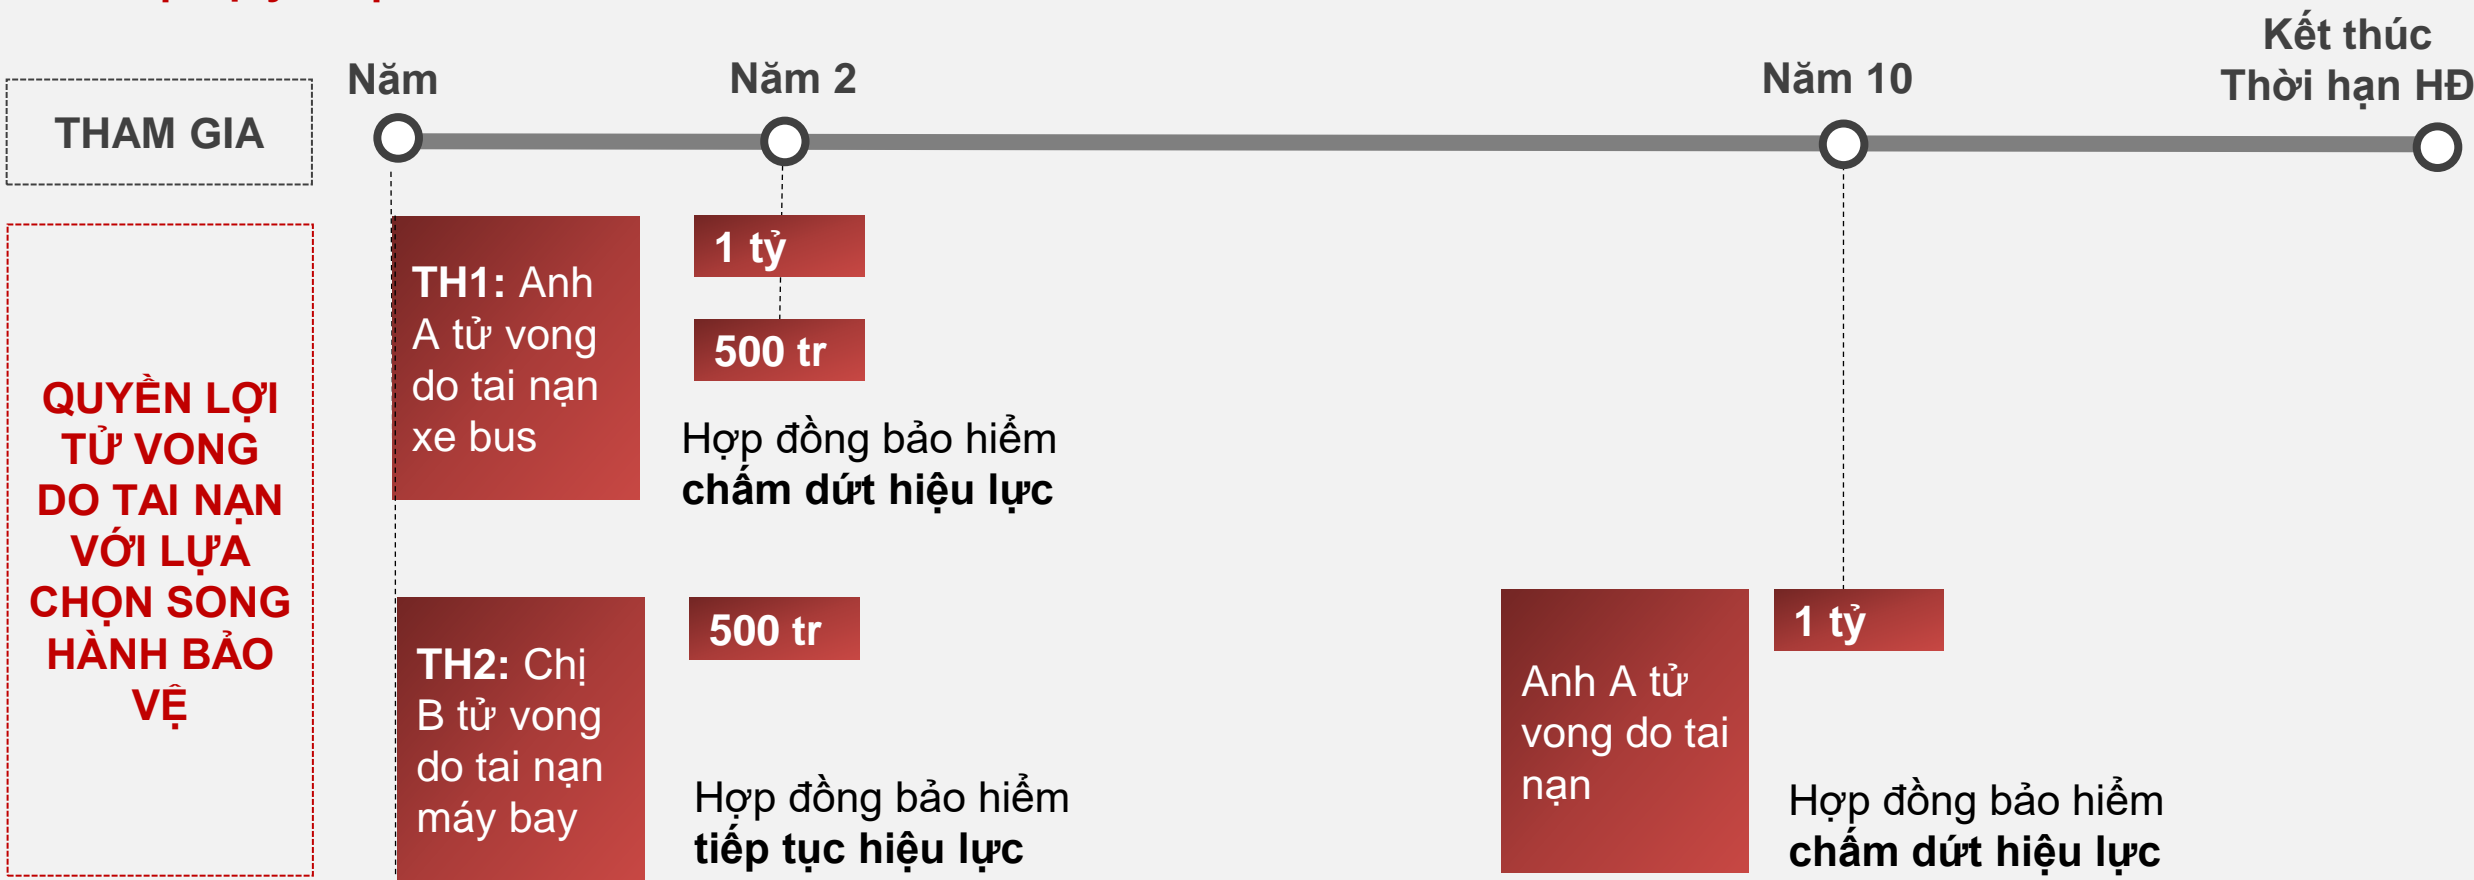 Kết thúc
Thời hạn HĐ
Năm
Năm 2
Năm 10
THAM GIA
QUYỀN LỢI
TỬ VONG
DO TAI NẠN
VỚI LỰA
CHỌN SONG
HÀNH BẢO
VỆ
TH1: Anh
A tử vong
do tai nạn
xe bus
1 tỷ
500 tr
Hợp đồng bảo hiểm
chấm dứt hiệu lực
TH2: Chị
B tử vong
do tai nạn
máy bay
500 tr
Hợp đồng bảo hiểm
tiếp tục hiệu lực
Anh A tử
vong do tai
nạn
1 tỷ
Hợp đồng bảo hiểm
chấm dứt hiệu lực